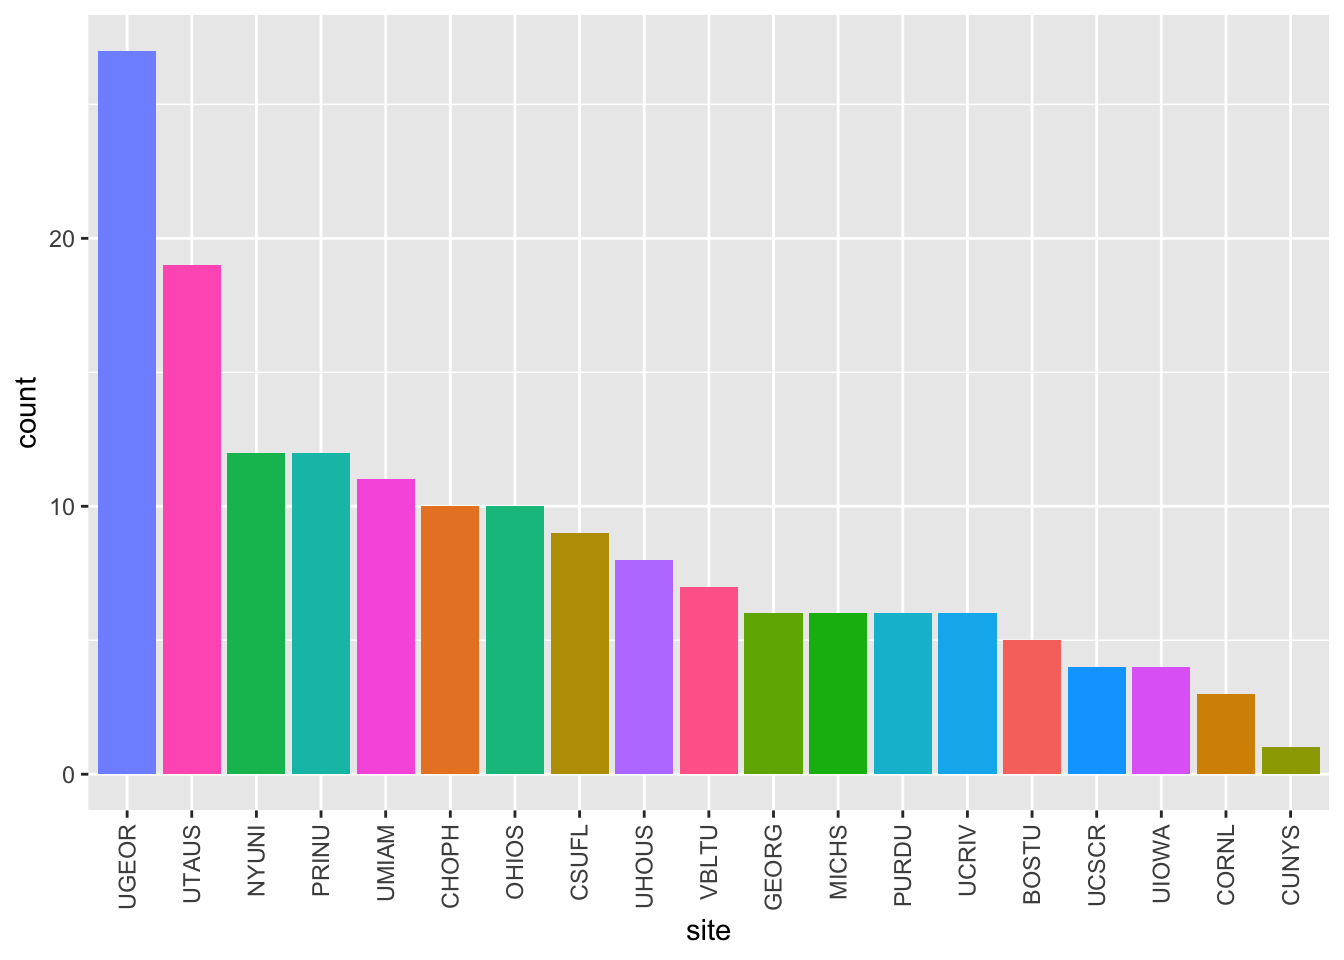 count
20
10
0
UGEOR
UTAUS
NYUNI
PRINU
UMIAM
CHOPH
OHIOS
CSUFL
UHOUS
VBLTU
GEORG
MICHS
PURDU
UCRIV
BOSTU
UCSCR
UIOWA
CORNL
CUNYS
site